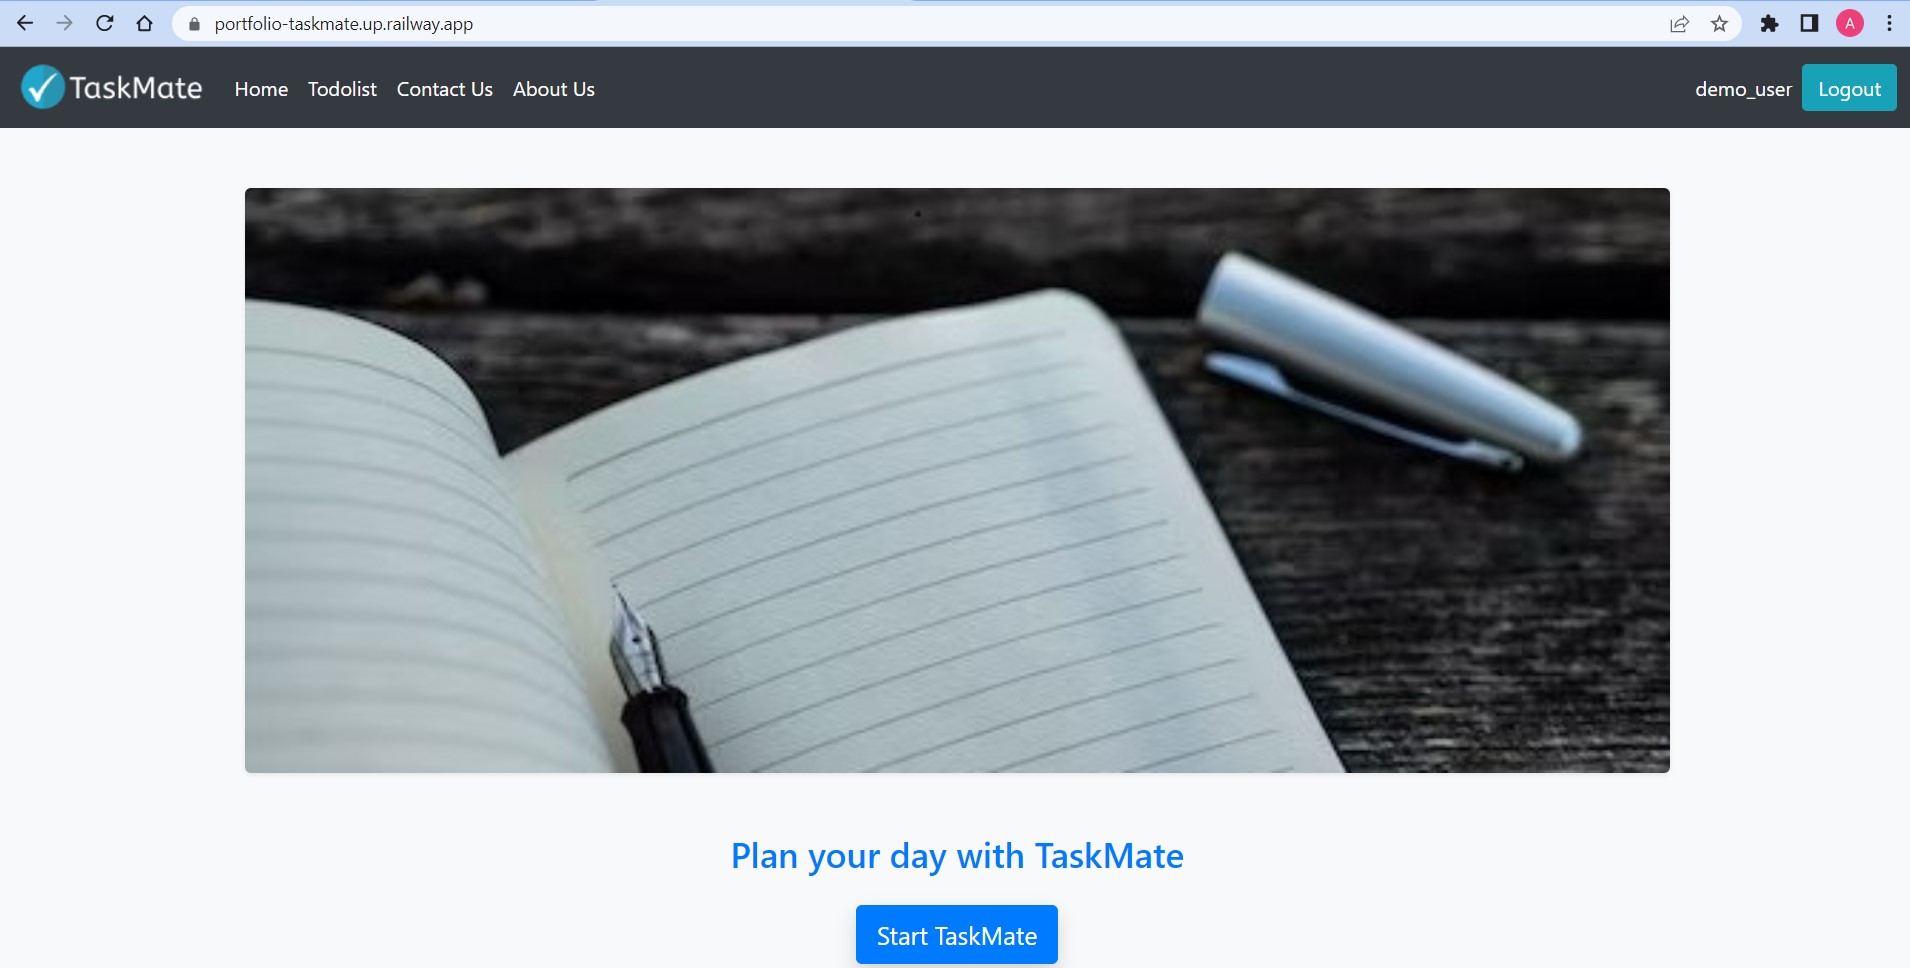 portfolio-taskmate.up.railway.app
A
TaskMate Home Todolist Contact Us About Us demo_user Logout
Plan your day with TaskMate
Start TaskMate